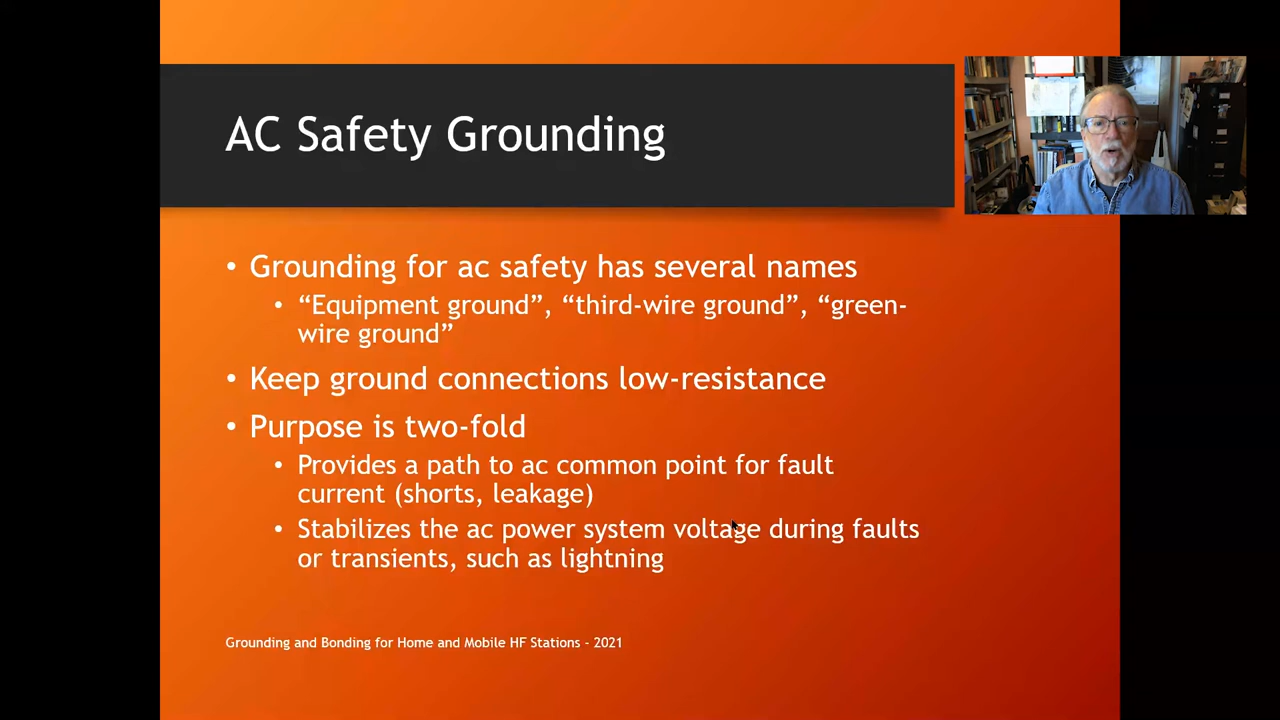 AC Safety Grounding
• Grounding for ac safety has several names
• “Equipment ground”, “third-wire ground”, “green-
wire ground”
• Keep ground connections low-resistance
• Purpose is two-fold
• Provides a path to ac common point for fault
current (shorts, leakage)
• Stabilizes the ac power system voltage during faults
or transients, such as lightning
Grounding and Bonding for Home and Mobile HF Stations - 2021